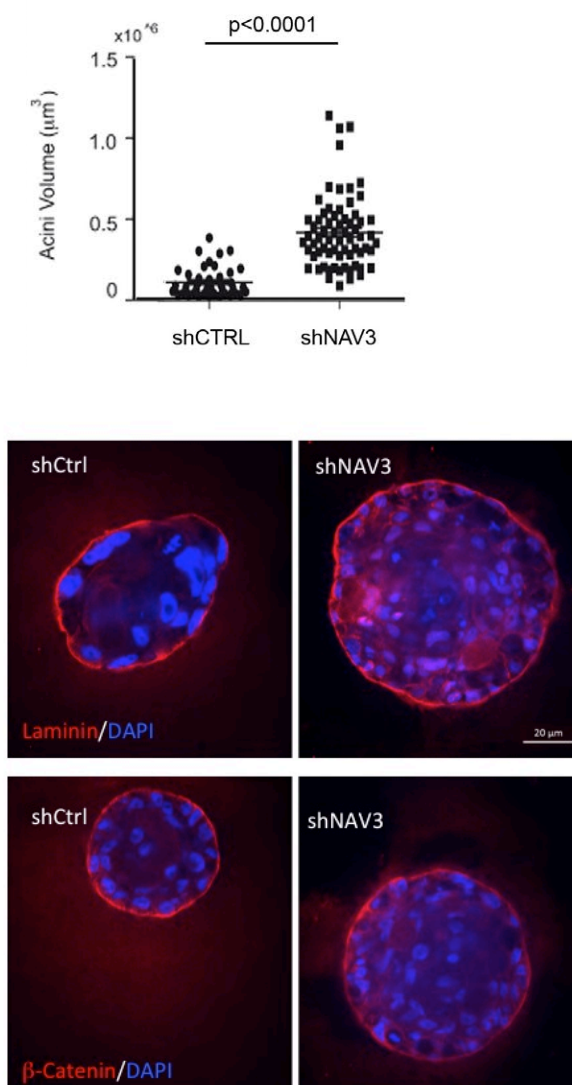 p<0.0001
x10^6
1.5
1.0
0.5
0
Acini Volume (μm³)
shCTRL
shNAV3
shCtrl
shNAV3
Laminin/DAPI
20 μm
shCtrl
shNAV3
β-Catenin/DAPI